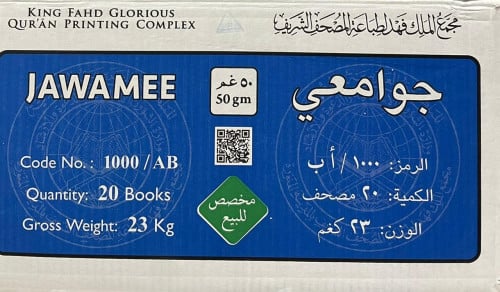 KING FAHD GLORIOUS
QUR'ĀN PRINTING COMPLEX
مجمع الملك فهد لطباعة المصحف الشريف
JAWAMEE
٥٠ غم
50 gm
جوامعي
Code No.: 1000/AB
الرمز: ١٠٠٠/أ ب
Quantity: 20 Books
الكمية: ٢٠ مصحف
Gross Weight: 23 Kg
الوزن: ٢٣ كغم
مخصص
للبيع